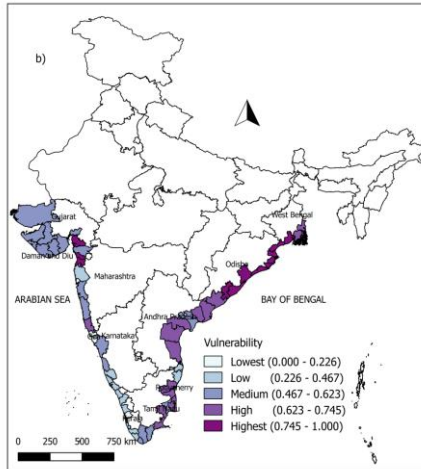 b)
Gujarat
West Bengal
Daman and Diu
Odisha
Maharashtra
ARABIAN SEA
BAY OF BENGAL
Andhra Pradesh
Goa
Karnataka
Vulnerability
Lowest (0.000 - 0.226)
Low (0.226 - 0.467)
Puducherry
Medium (0.467 - 0.623)
High (0.623 - 0.745)
Tamil Nadu
Kerala
Highest (0.745 - 1.000)
0 250 500 750 km